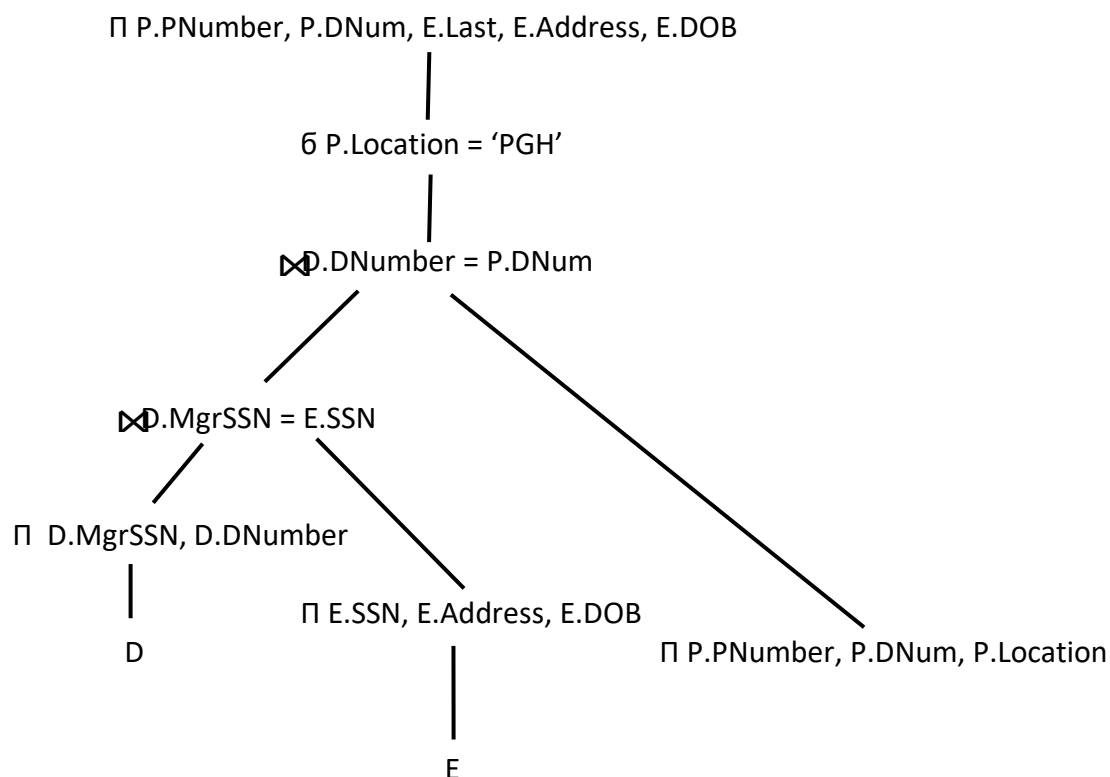 П P.PNumber, P.DNum, E.Last, E.Address, E.DOB
б P.Location = ‘PGH’
⋈D.DNumber = P.DNum
⋈D.MgrSSN = E.SSN
П D.MgrSSN, D.DNumber
П E.SSN, E.Address, E.DOB
D
П P.PNumber, P.DNum, P.Location
E